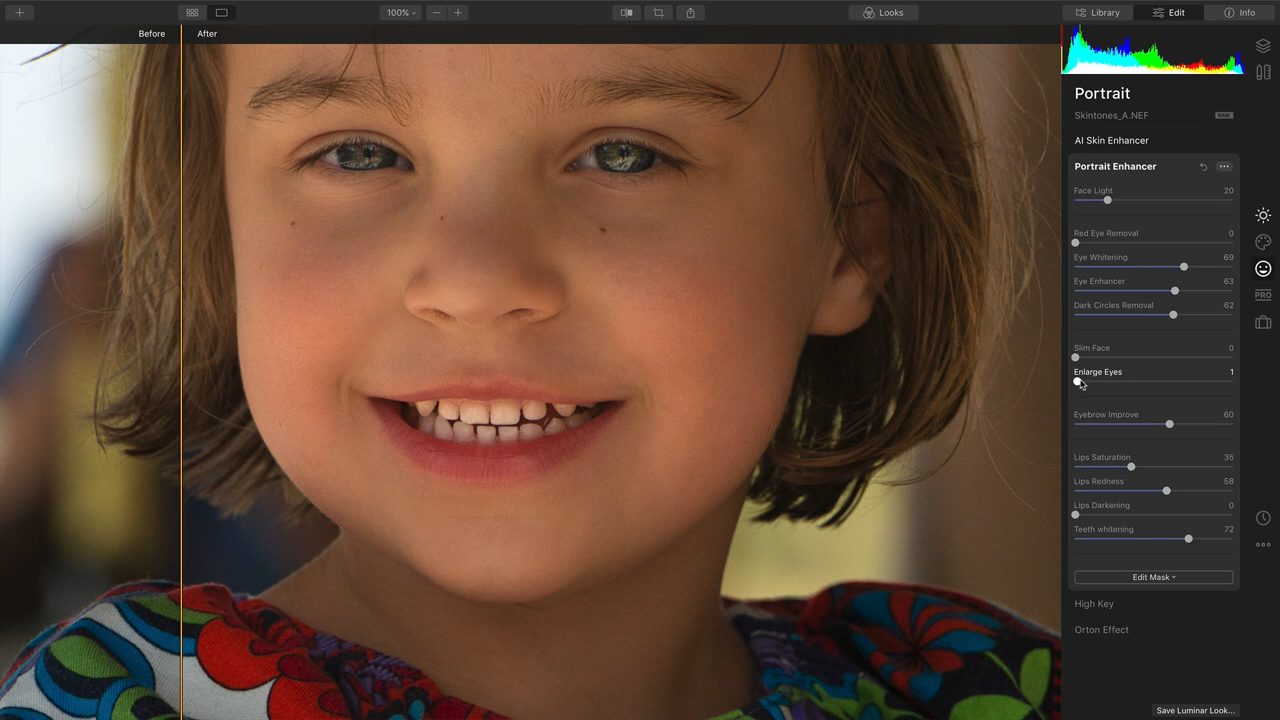 100%
Looks
Library
Edit
Info
Before
After
Portrait
Skintones_A.NEF
RAW
AI Skin Enhancer
Portrait Enhancer
Face Light 20
Red Eye Removal 0
Eye Whitening 69
Eye Enhancer 63
Dark Circles Removal 62
Slim Face 0
Enlarge Eyes 1
Eyebrow Improve 60
Lips Saturation 35
Lips Redness 58
Lips Darkening 0
Teeth whitening 72
Edit Mask
High Key
Orton Effect
PRO
Save Luminar Look...